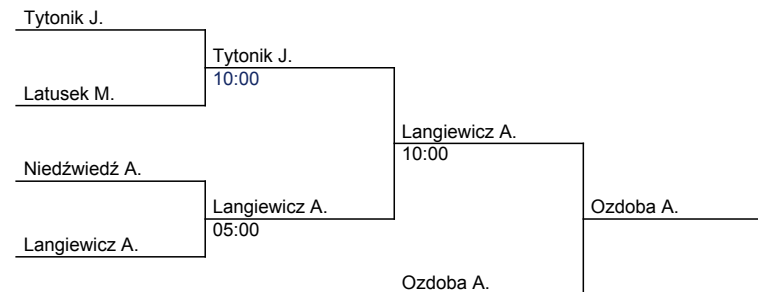 Tytonik J.
Tytonik J.
10:00
Latusek M.
Langiewicz A.
10:00
Niedźwiedź A.
Langiewicz A.
05:00
Ozdoba A.
Langiewicz A.
Ozdoba A.